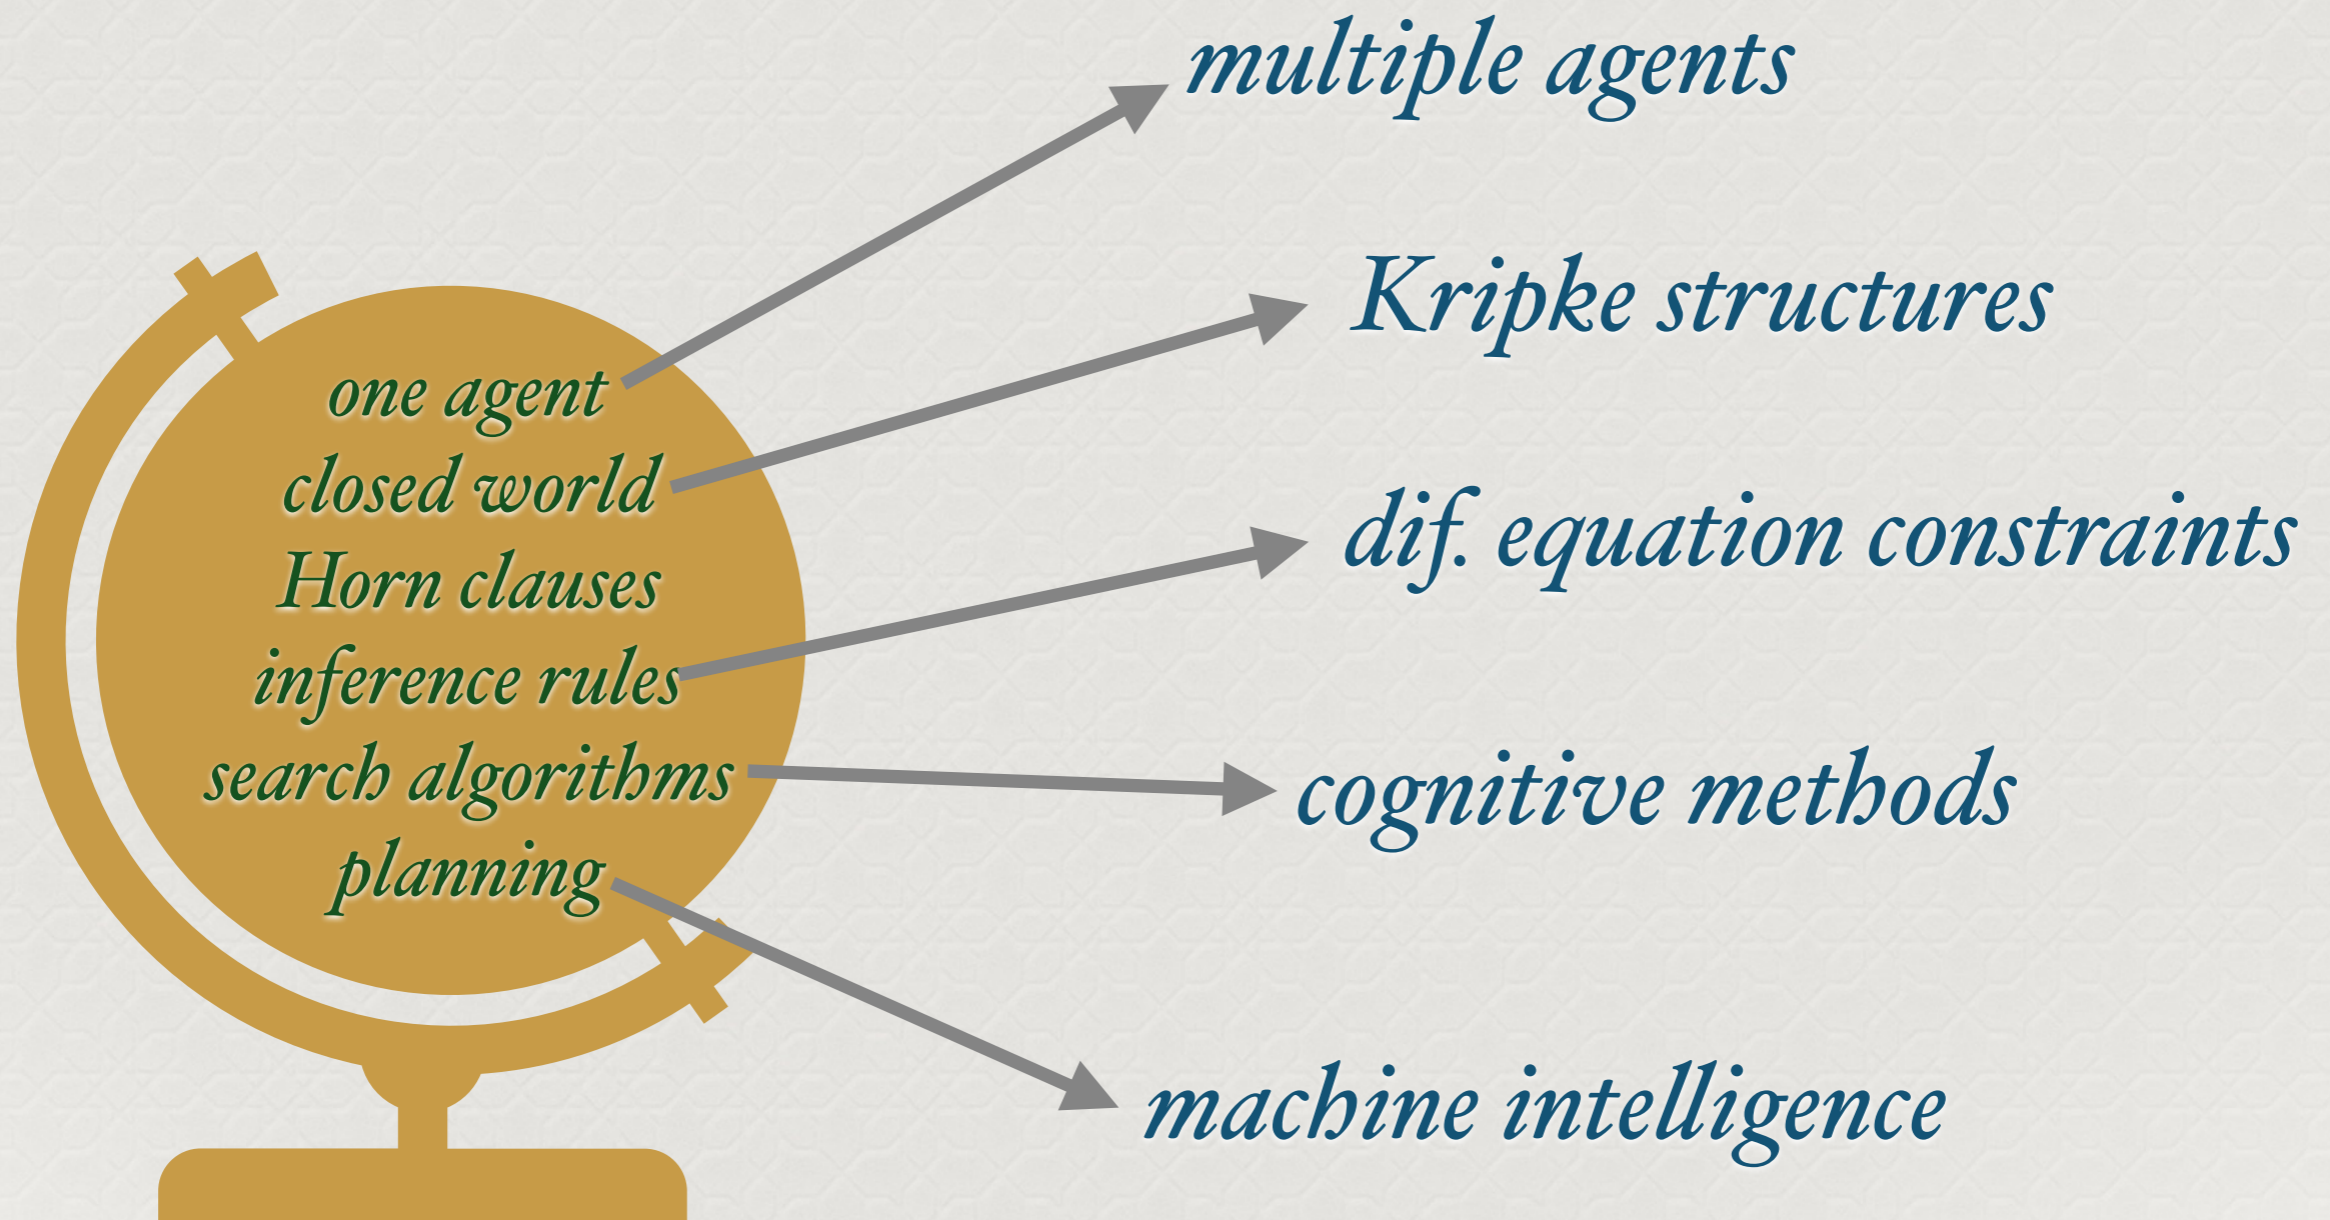 multiple agents
Kripke structures
dif. equation constraints
cognitive methods
machine intelligence
one agent
closed world
Horn clauses
inference rules
search algorithms
planning